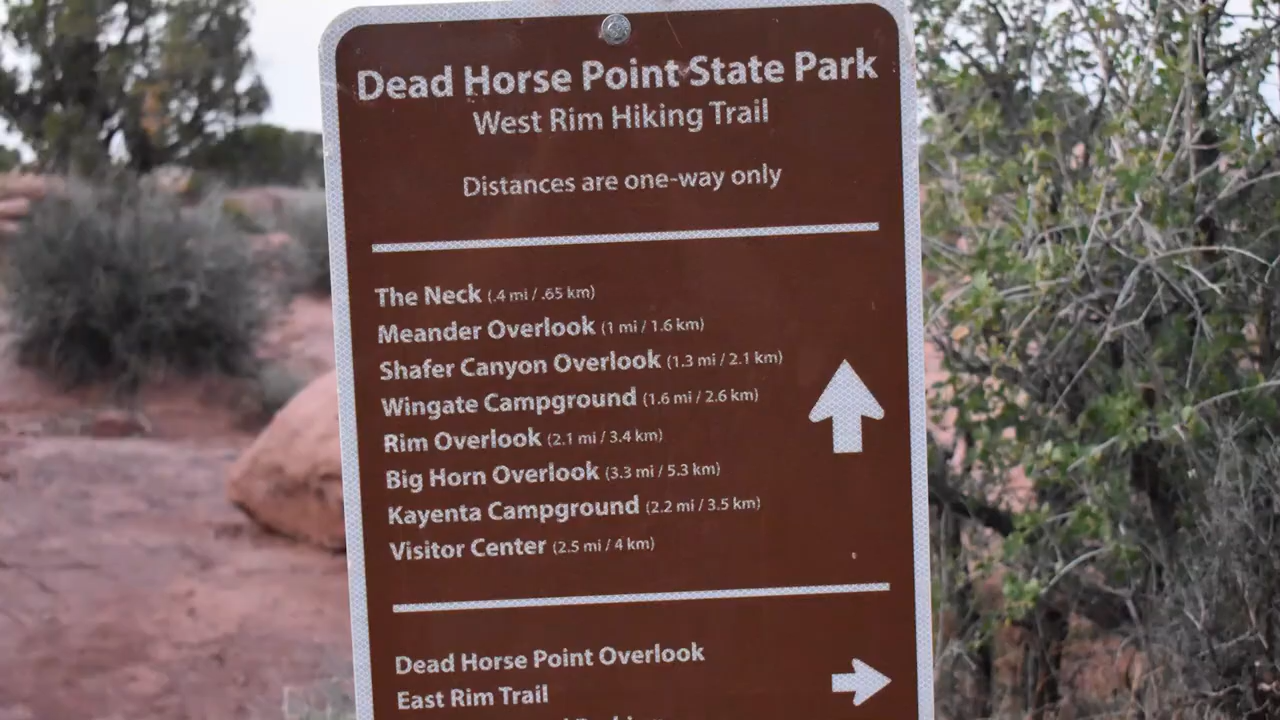 Dead Horse Point State Park
West Rim Hiking Trail
Distances are one-way only
The Neck (.4 mi / .65 km)
Meander Overlook (1 mi / 1.6 km)
Shafer Canyon Overlook (1.3 mi / 2.1 km)
Wingate Campground (1.6 mi / 2.6 km)
Rim Overlook (2.1 mi / 3.4 km)
Big Horn Overlook (3.3 mi / 5.3 km)
Kayenta Campground (2.2 mi / 3.5 km)
Visitor Center (2.5 mi / 4 km)
Dead Horse Point Overlook
East Rim Trail